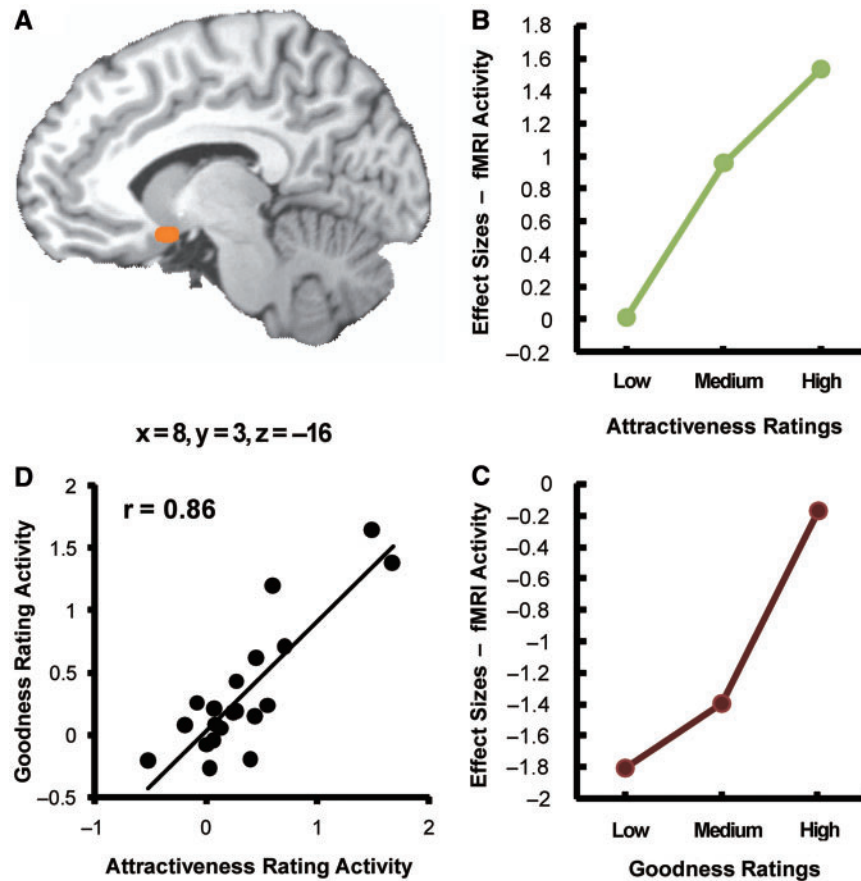 A
x = 8, y = 3, z = –16
B
Effect Sizes – fMRI Activity
1.8
1.6
1.4
1.2
1
0.8
0.6
0.4
0.2
0
–0.2
Low Medium High
Attractiveness Ratings
D
r = 0.86
Goodness Rating Activity
2
1.5
1
0.5
0
–0.5
–1 0 1 2
Attractiveness Rating Activity
C
Effect Sizes – fMRI Activity
0
–0.2
–0.4
–0.6
–0.8
–1
–1.2
–1.4
–1.6
–1.8
–2
Low Medium High
Goodness Ratings